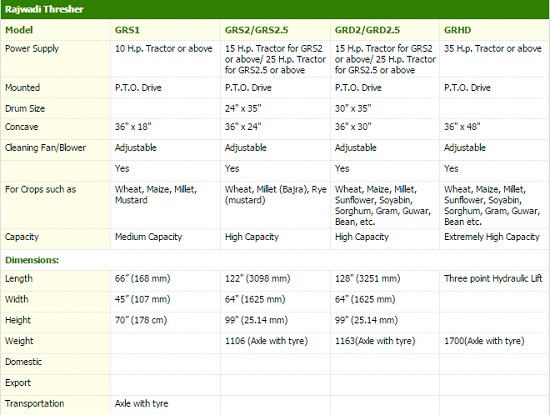 Rajwadi Thresher
Model GRS1 GRS2/GRS2.5 GRD2/GRD2.5 GRHD
Power Supply 10 H.p. Tractor or above 15 H.p. Tractor for GRS2 15 H.p. Tractor for GRS2 35 H.p. Tractor or above
or above/ 25 H.p. Tractor or above/ 25 H.p. Tractor
for GRS2.5 or above for GRS2.5 or above
Mounted P.T.O. Drive P.T.O. Drive P.T.O. Drive P.T.O. Drive
Drum Size 24" x 35" 30" x 35"
Concave 36" x 18" 36" x 24" 36" x 30" 36" x 48"
Cleaning Fan/Blower Adjustable Adjustable Adjustable Adjustable
Yes Yes Yes Yes
For Crops such as Wheat, Maize, Millet, Wheat, Millet (Bajra), Rye Wheat, Maize, Millet, Wheat, Maize, Millet,
Mustard (mustard) Sunflower, Soyabin, Sunflower, Soyabin,
Sorghum, Gram, Guwar, Sorghum, Gram, Guwar,
Bean, etc. Bean, etc.
Capacity Medium Capacity High Capacity High Capacity Extremely High Capacity
Dimensions:
Length 66" (168 mm) 122" (3098 mm) 128" (3251 mm) Three point Hydraulic Lift
Width 45" (107 mm) 64" (1625 mm) 64" (1625 mm)
Height 70" (178 cm) 99" (25.14 mm) 99" (25.14 mm)
Weight 1106 (Axle with tyre) 1163(Axle with tyre) 1700(Axle with tyre)
Domestic
Export
Transportation Axle with tyre